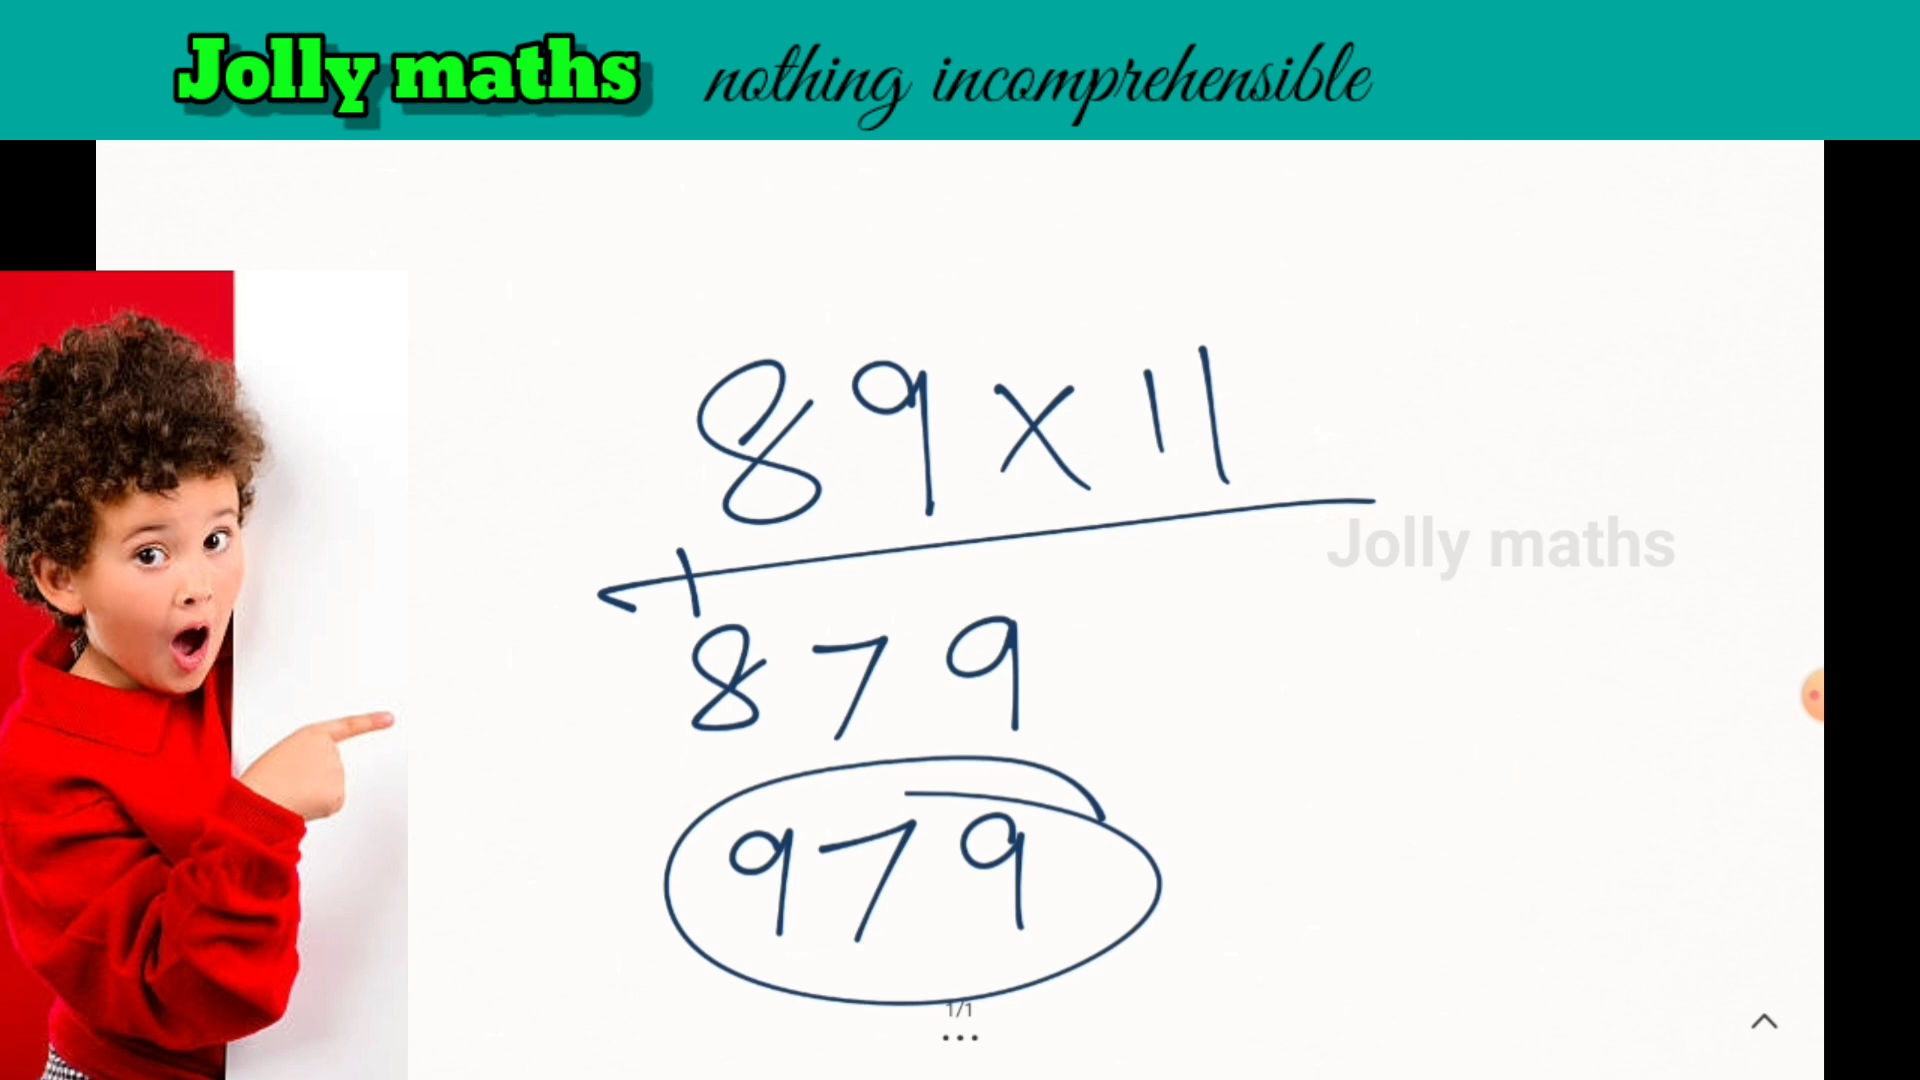 Jolly maths nothing incomprehensible
89 x 11
Jolly maths
1
879
979
1/1